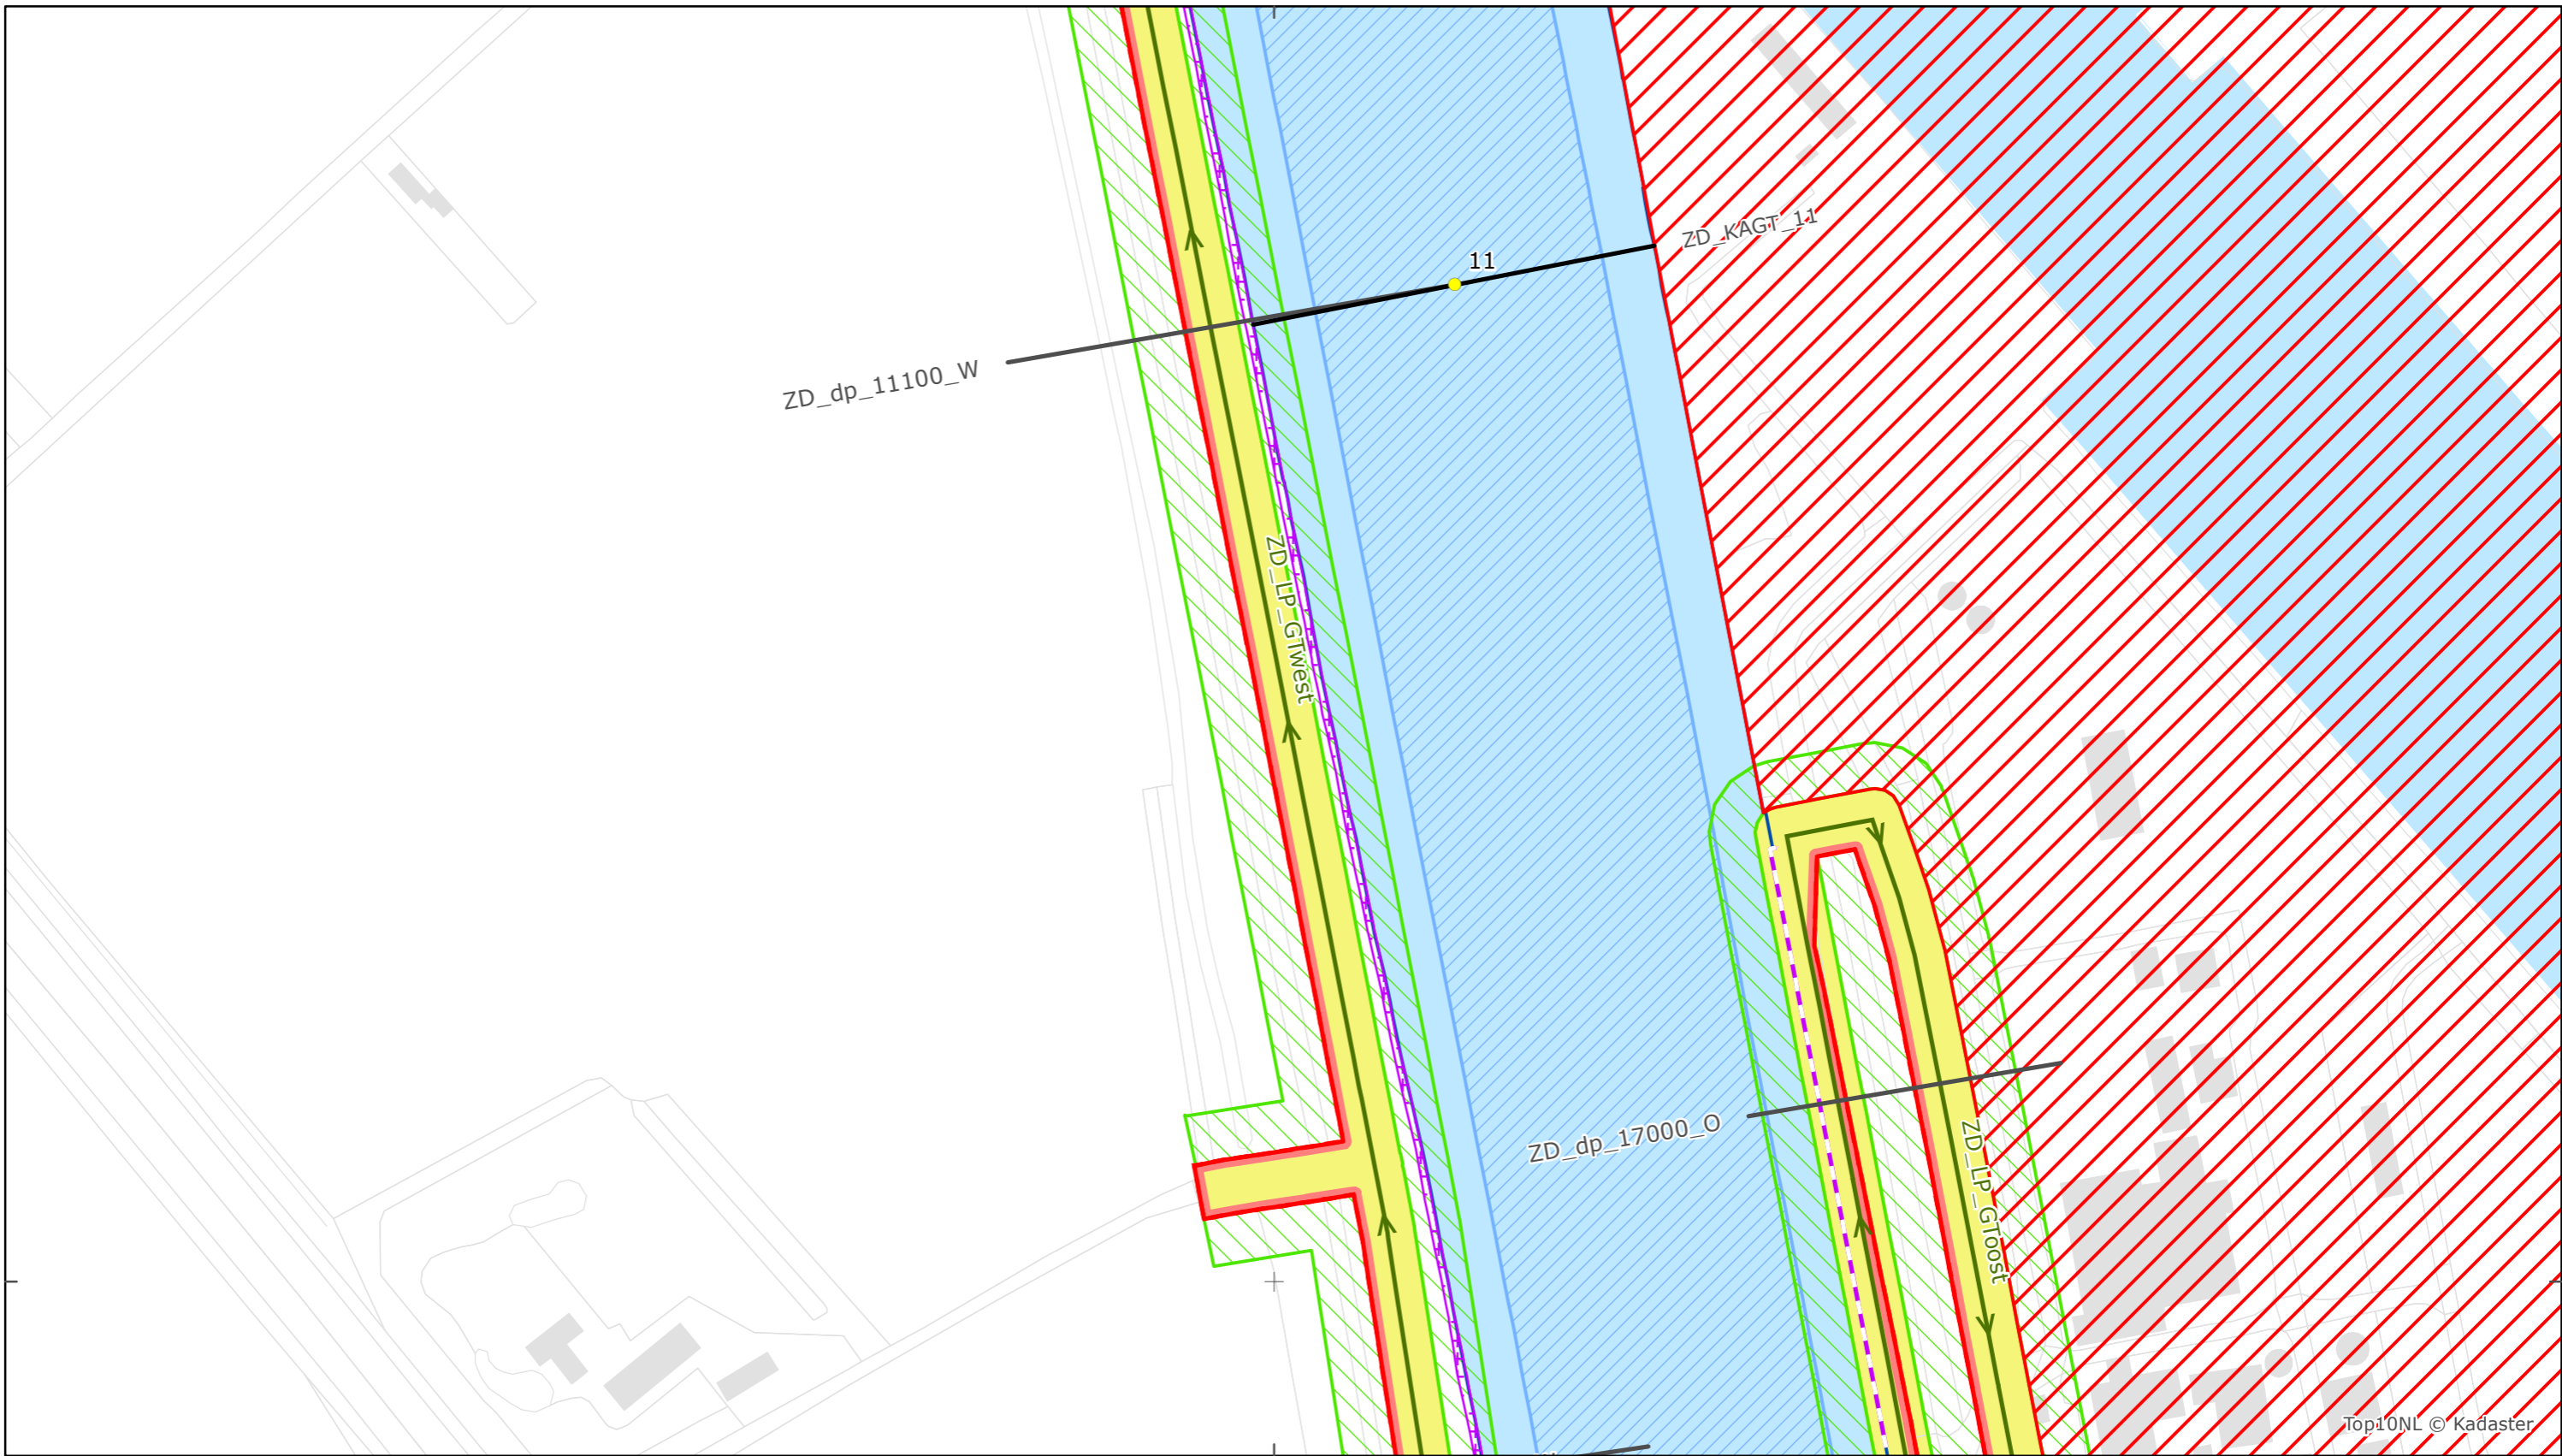 ZD_KAGT_11
11
ZD_dp_11100_W
ZD_LP_GTwest
ZD_dp_17000_O
ZD_LP_GToost
Top10NL © Kadaster